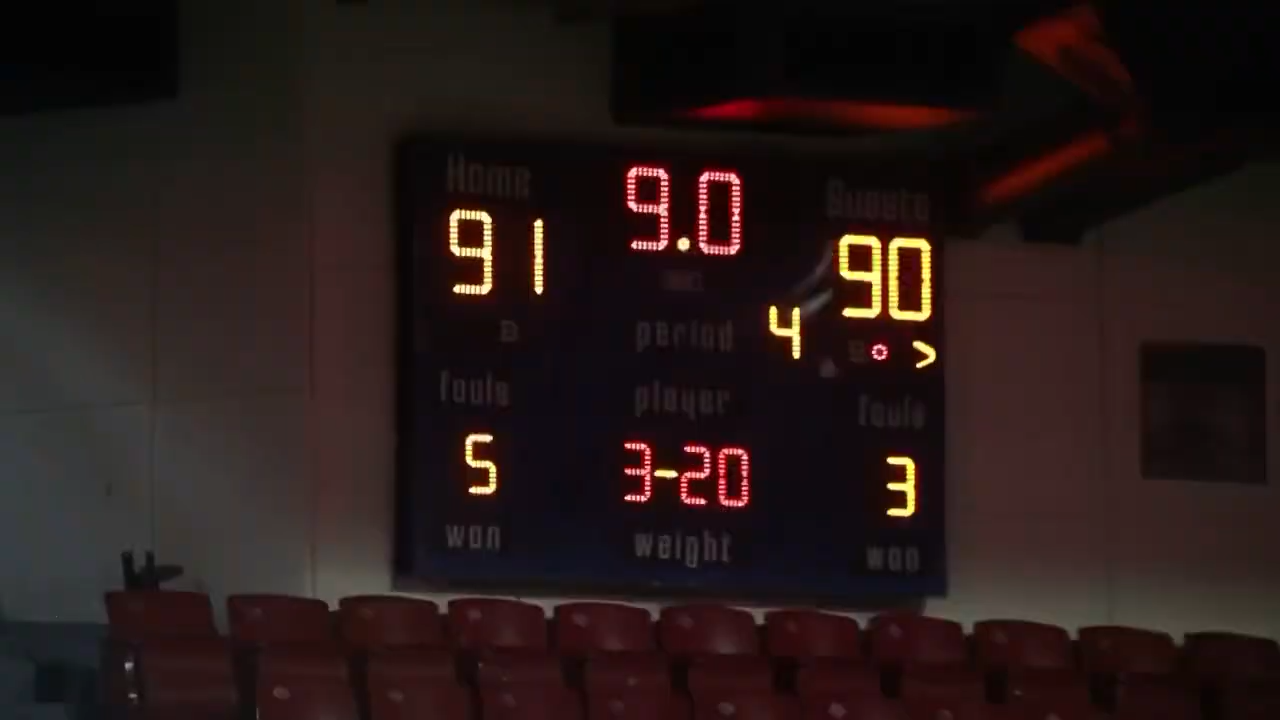 Home 9.0 Guests
91 90
4
B >
period
fouls player fouls
5 3-20 3
won weight won